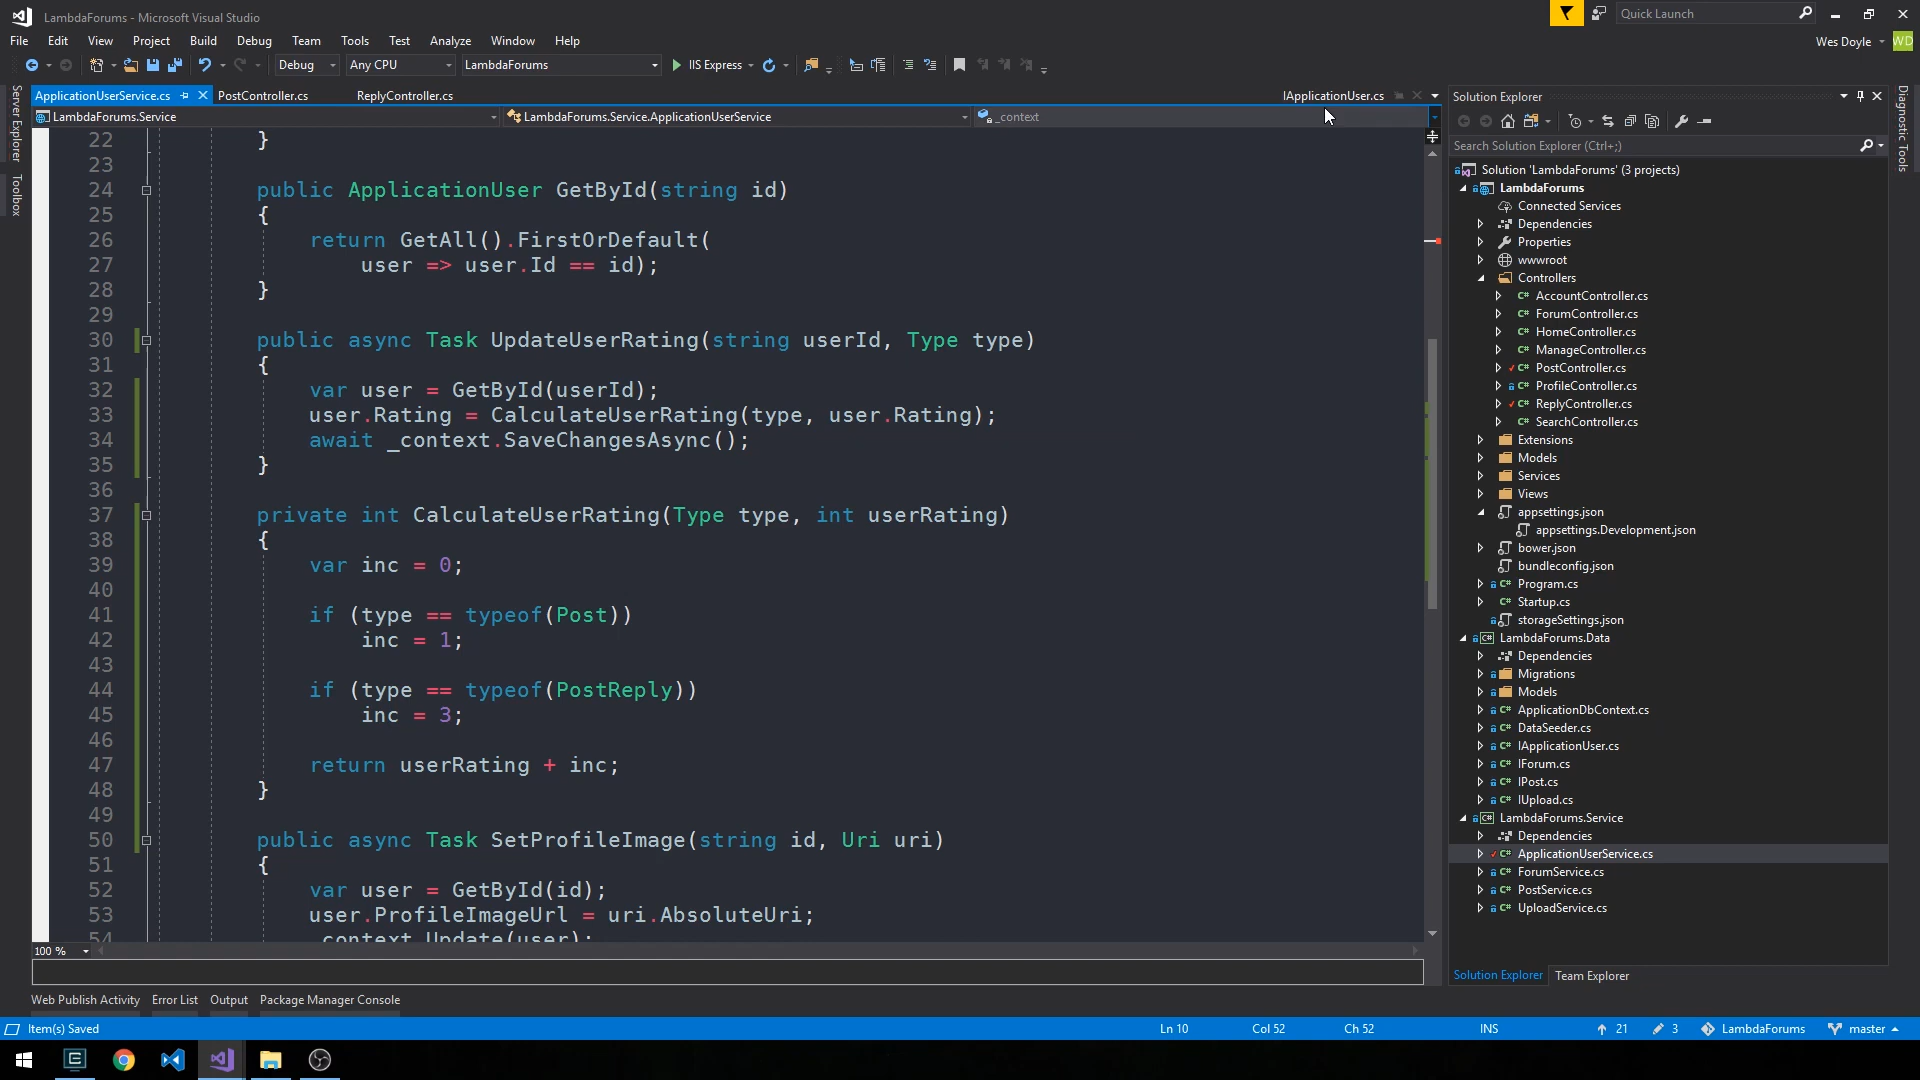 LambdaForums - Microsoft Visual Studio
Quick Launch
File Edit View Project Build Debug Team Tools Test Analyze Window Help
Wes Doyle
WD
Debug Any CPU LambdaForums IIS Express
Server Explorer
Toolbox
ApplicationUserService.cs PostController.cs ReplyController.cs IApplicationUser.cs
LambdaForums.Service LambdaForums.Service.ApplicationUserService _context
22 }
23
24 public ApplicationUser GetById(string id)
25 {
26 return GetAll().FirstOrDefault(
27 user => user.Id == id);
28 }
29
30 public async Task UpdateUserRating(string userId, Type type)
31 {
32 var user = GetById(userId);
33 user.Rating = CalculateUserRating(type, user.Rating);
34 await _context.SaveChangesAsync();
35 }
36
37 private int CalculateUserRating(Type type, int userRating)
38 {
39 var inc = 0;
40
41 if (type == typeof(Post))
42 inc = 1;
43
44 if (type == typeof(PostReply))
45 inc = 3;
46
47 return userRating + inc;
48 }
49
50 public async Task SetProfileImage(string id, Uri uri)
51 {
52 var user = GetById(id);
53 user.ProfileImageUrl = uri.AbsoluteUri;
54 _context.Update(user);
100 %
Solution Explorer
Search Solution Explorer (Ctrl+;)
Solution 'LambdaForums' (3 projects)
LambdaForums
Connected Services
Dependencies
Properties
wwwroot
Controllers
C# AccountController.cs
C# ForumController.cs
C# HomeController.cs
C# ManageController.cs
C# PostController.cs
C# ProfileController.cs
C# ReplyController.cs
C# SearchController.cs
Extensions
Models
Services
Views
appsettings.json
appsettings.Development.json
bower.json
bundleconfig.json
C# Program.cs
C# Startup.cs
storageSettings.json
C# LambdaForums.Data
Dependencies
Migrations
Models
C# ApplicationDbContext.cs
C# DataSeeder.cs
C# IApplicationUser.cs
C# IForum.cs
C# IPost.cs
C# IUpload.cs
C# LambdaForums.Service
Dependencies
C# ApplicationUserService.cs
C# ForumService.cs
C# PostService.cs
C# UploadService.cs
Solution Explorer Team Explorer
Diagnostic Tools
Web Publish Activity Error List Output Package Manager Console
Item(s) Saved Ln 10 Col 52 Ch 52 INS 21 3 LambdaForums master